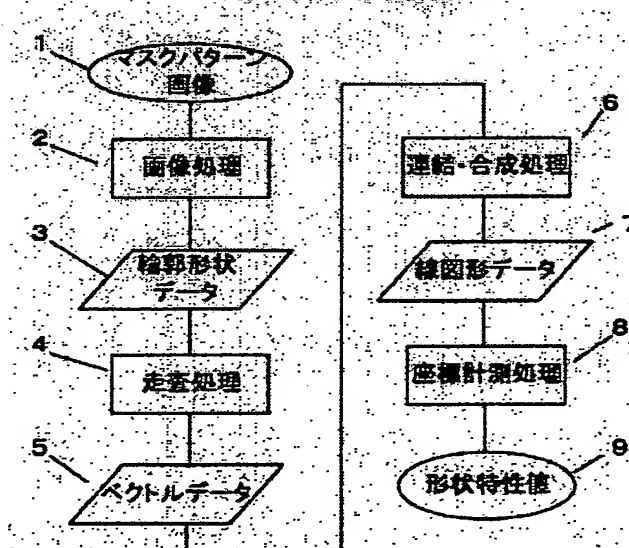 1
マスクパターン
画像
2
画像処理
3
輪郭形状
データ
4
走査処理
5
ベクトルデータ
6
連結・合成処理
7
線図形データ
8
座標計測処理
9
形状特性値